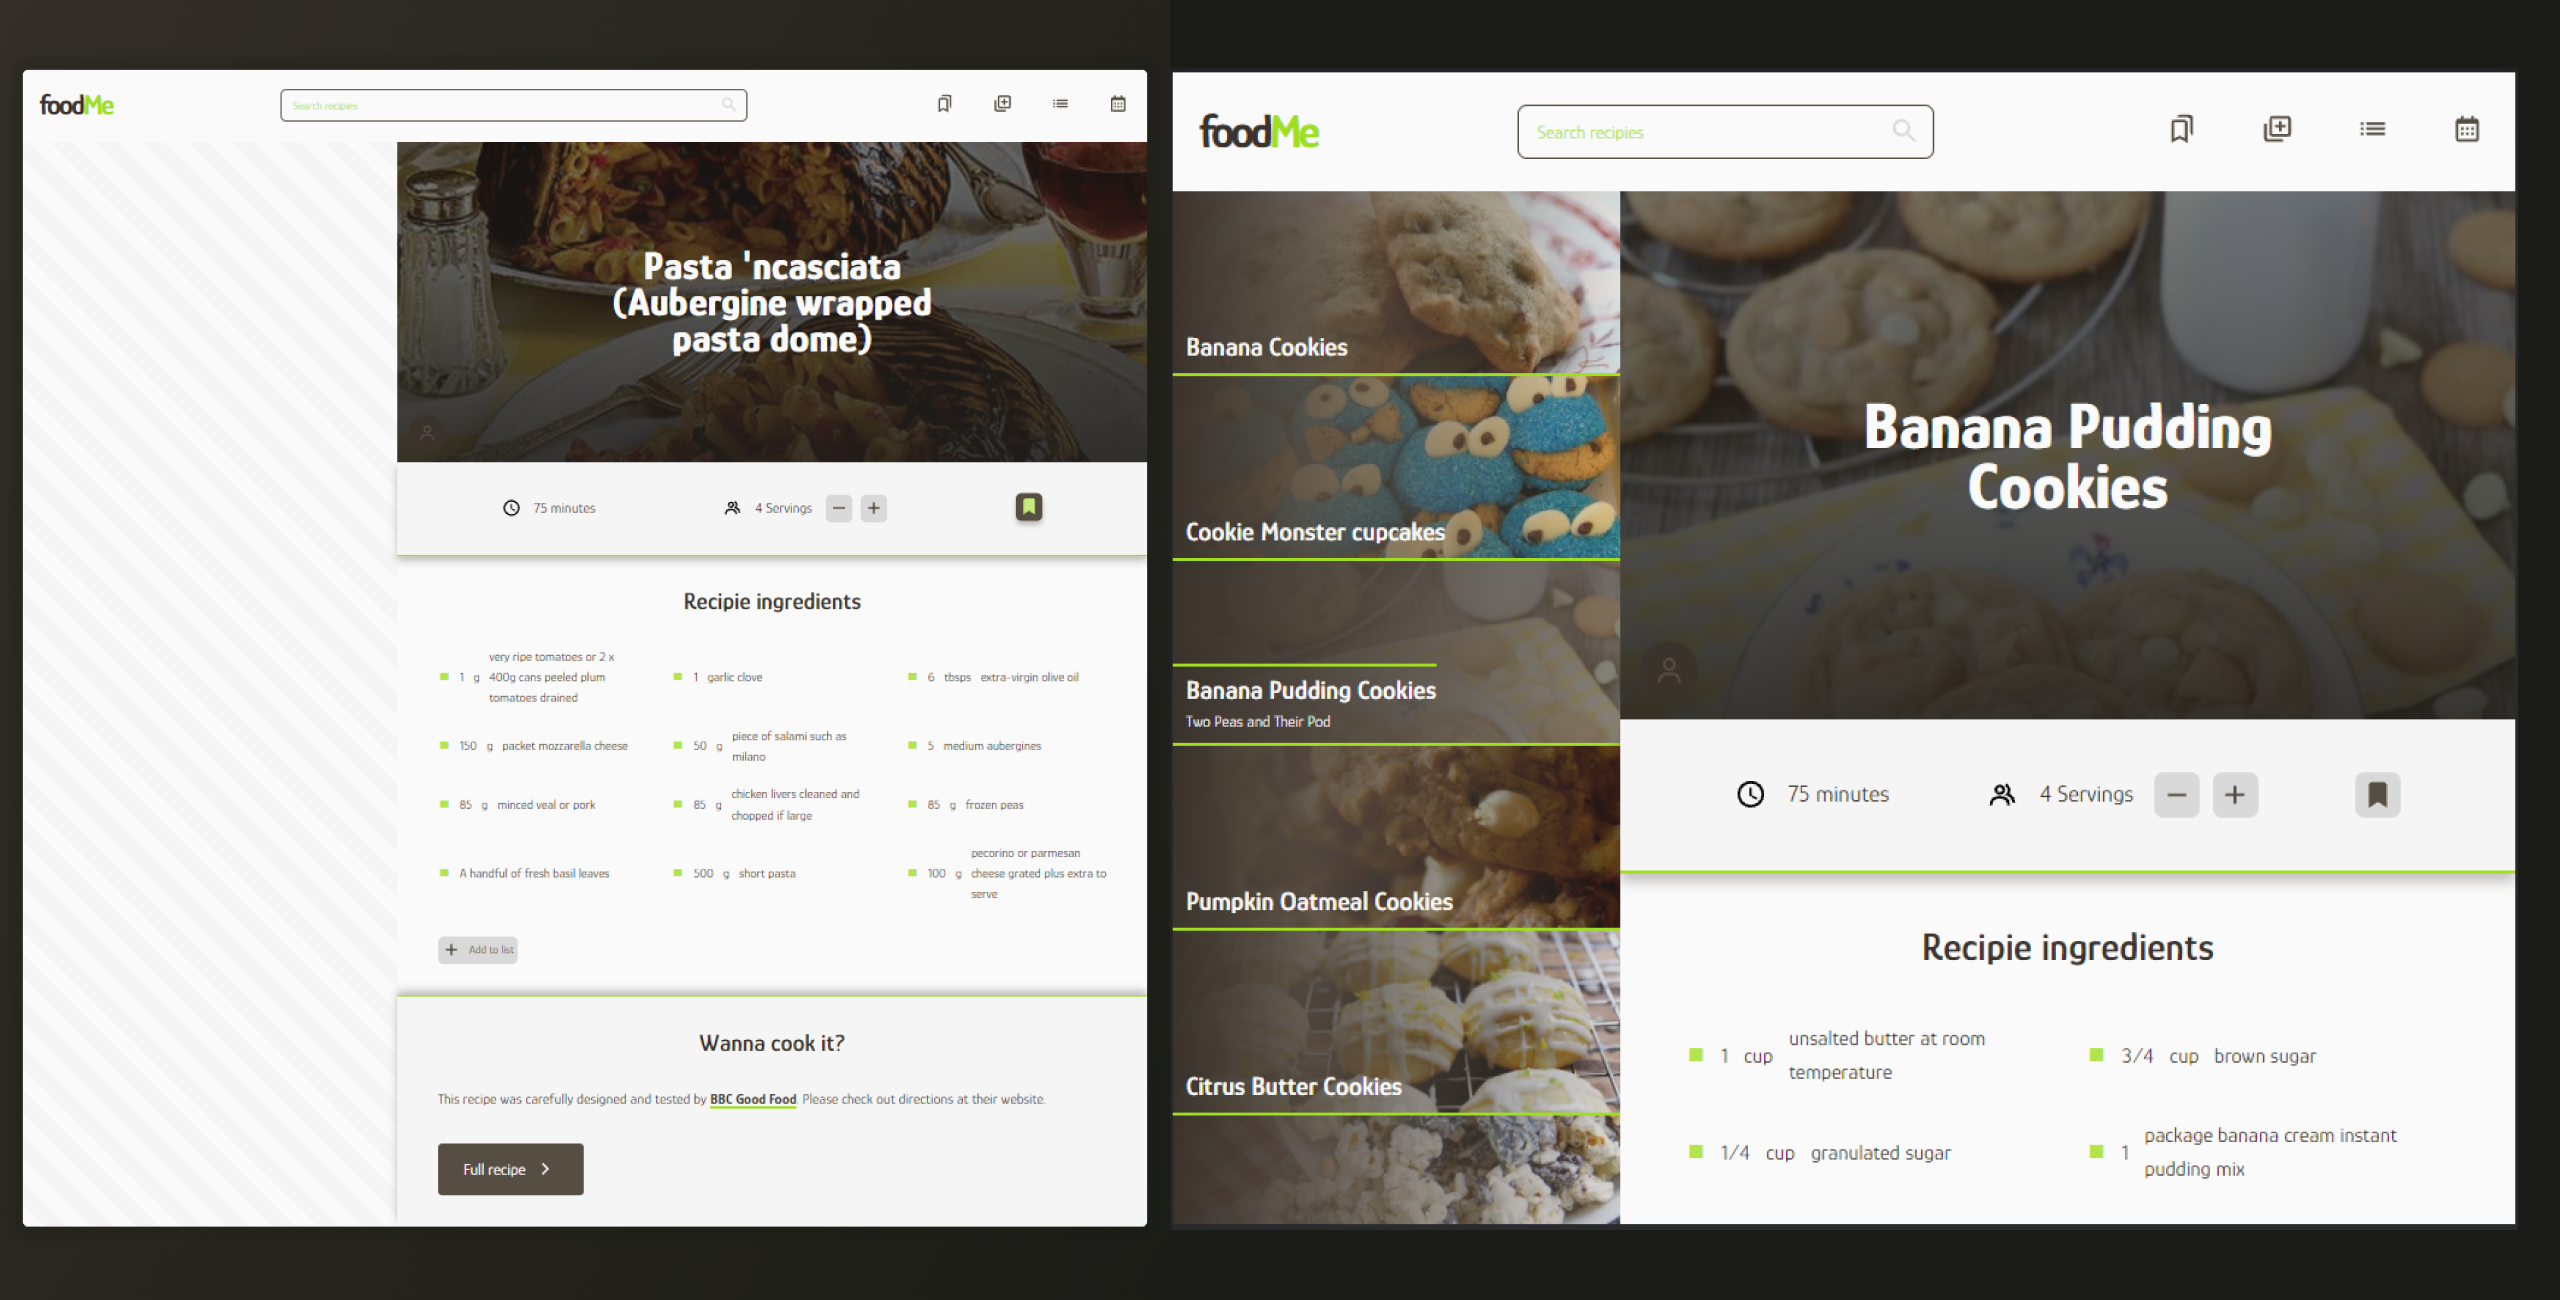 foodMe
Search recipies
Pasta 'ncasciata
(Aubergine wrapped
pasta dome)
75 minutes
4 Servings
Recipie ingredients
1 g very ripe tomatoes or 2 x
400g cans peeled plum
tomatoes drained
1 garlic clove
6 tbsps extra-virgin olive oil
150 g packet mozzarella cheese
50 g piece of salami such as
milano
5 medium aubergines
85 g minced veal or pork
85 g chicken livers cleaned and
chopped if large
85 g frozen peas
A handful of fresh basil leaves
500 g short pasta
100 g pecorino or parmesan
cheese grated plus extra to
serve
Add to list
Wanna cook it?
This recipe was carefully designed and tested by BBC Good Food. Please check out directions at their website.
Full recipe
foodMe
Search recipies
Banana Cookies
Cookie Monster cupcakes
Banana Pudding Cookies
Two Peas and Their Pod
Pumpkin Oatmeal Cookies
Citrus Butter Cookies
Banana Pudding
Cookies
75 minutes
4 Servings
Recipie ingredients
1 cup unsalted butter at room
temperature
3/4 cup brown sugar
1/4 cup granulated sugar
1 package banana cream instant
pudding mix